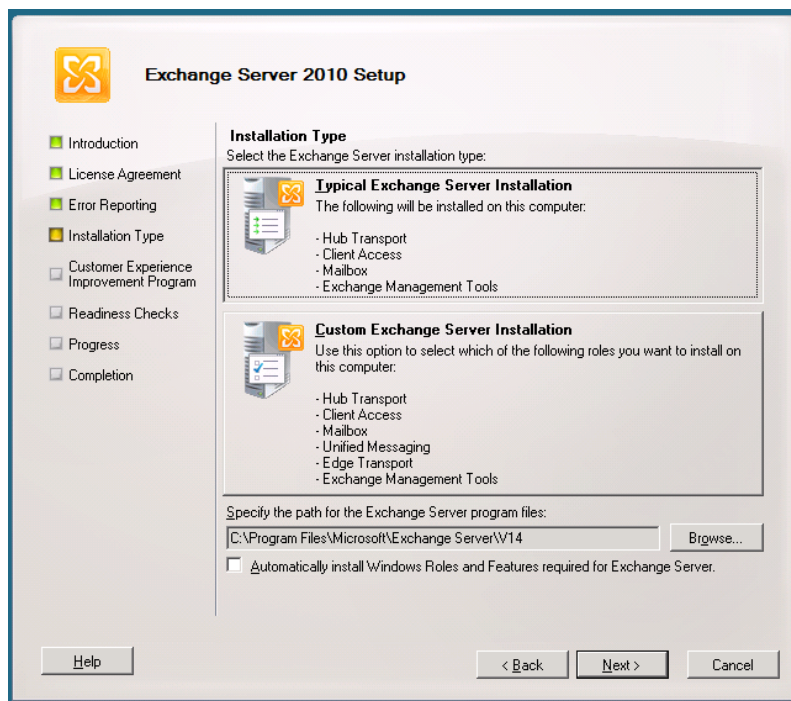 Exchange Server 2010 Setup
Introduction
License Agreement
Error Reporting
Installation Type
Customer Experience
Improvement Program
Readiness Checks
Progress
Completion
Installation Type
Select the Exchange Server installation type:
Typical Exchange Server Installation
The following will be installed on this computer:
- Hub Transport
- Client Access
- Mailbox
- Exchange Management Tools
Custom Exchange Server Installation
Use this option to select which of the following roles you want to install on
this computer:
- Hub Transport
- Client Access
- Mailbox
- Unified Messaging
- Edge Transport
- Exchange Management Tools
Specify the path for the Exchange Server program files:
C:\Program Files\Microsoft\Exchange Server\V14
Browse...
Automatically install Windows Roles and Features required for Exchange Server.
Help
< Back
Next >
Cancel